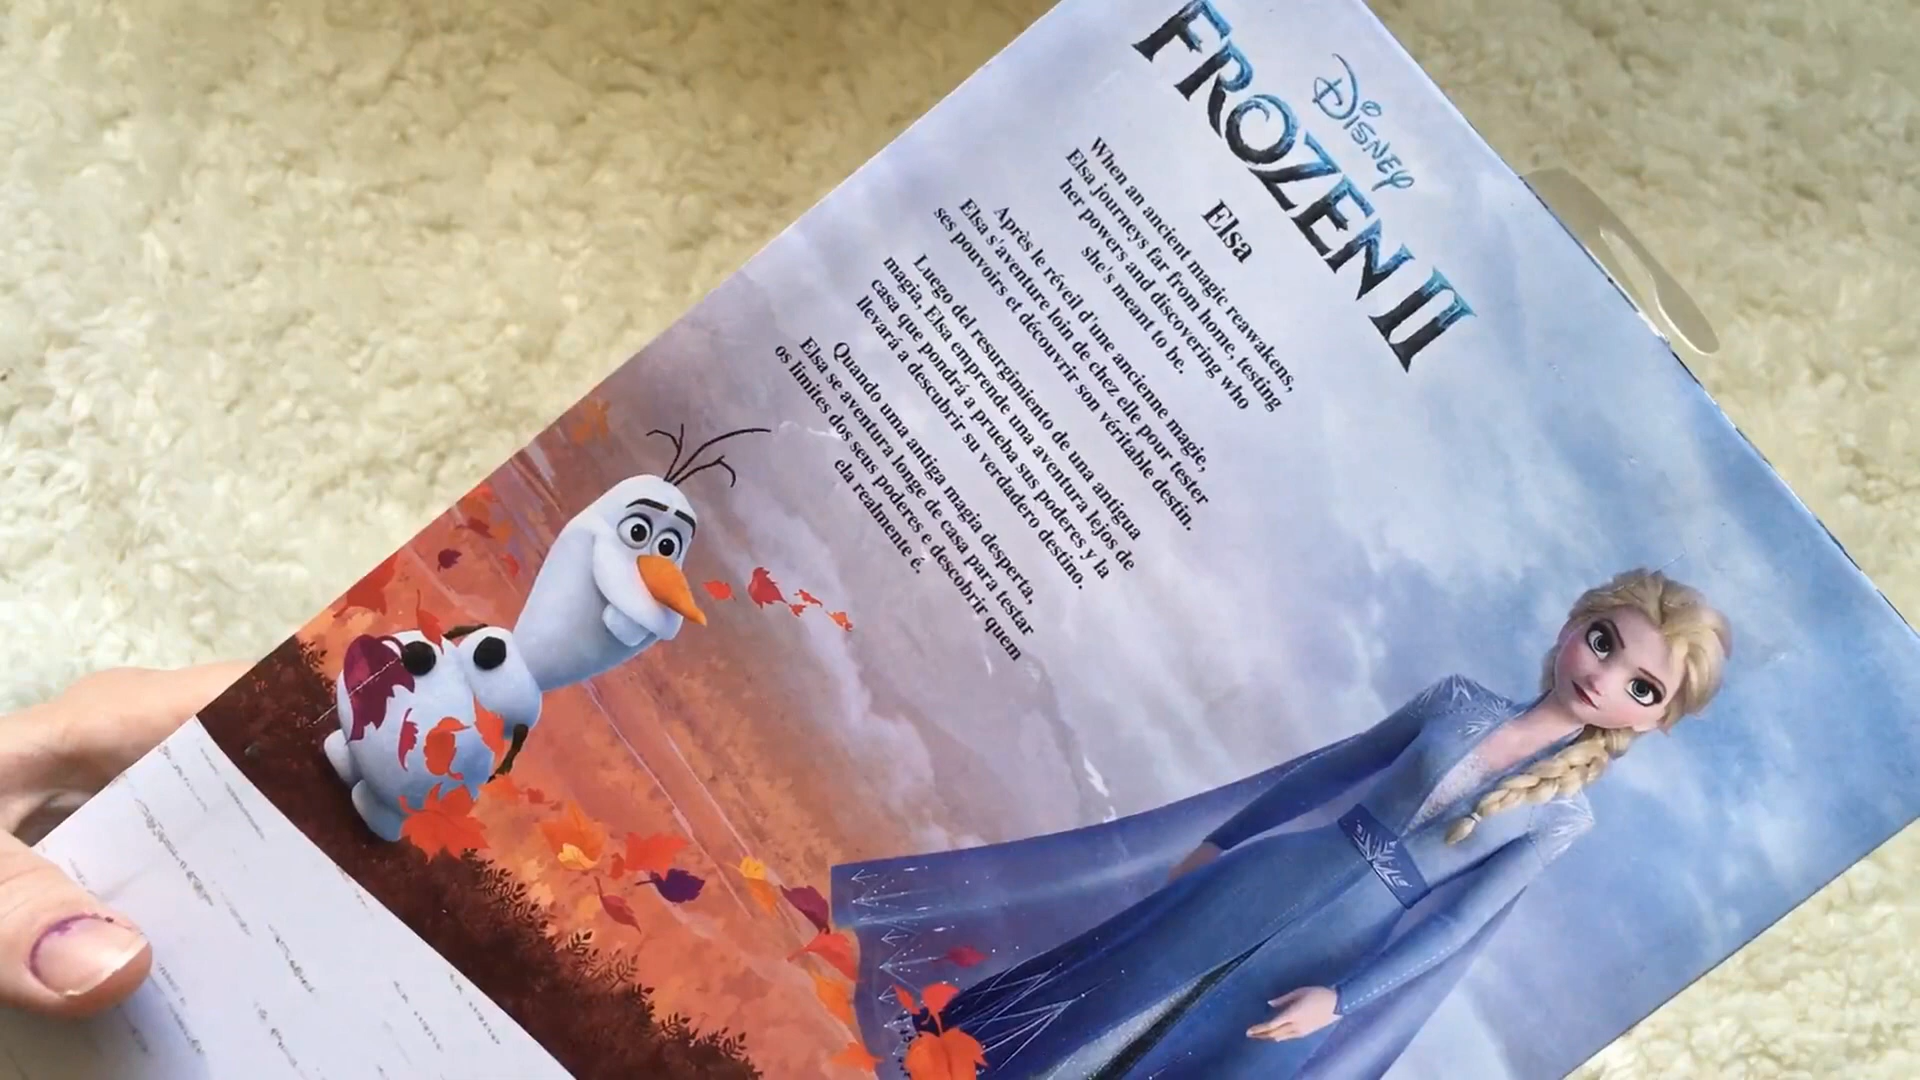 Disney
FROZEN II
Elsa
When an ancient magic reawakens,
Elsa journeys far from home, testing
her powers and discovering who
she's meant to be.
Après le réveil d'une ancienne magie,
Elsa s'aventure loin de chez elle pour tester
ses pouvoirs et découvrir son véritable destin.
Luego del resurgimiento de una antigua
magia, Elsa emprende una aventura lejos de
casa que pondrá a prueba sus poderes y la
llevará a descubrir su verdadero destino.
Quando uma antiga magia desperta,
Elsa se aventura longe de casa para testar
os limites dos seus poderes e descobrir quem
ela realmente é.